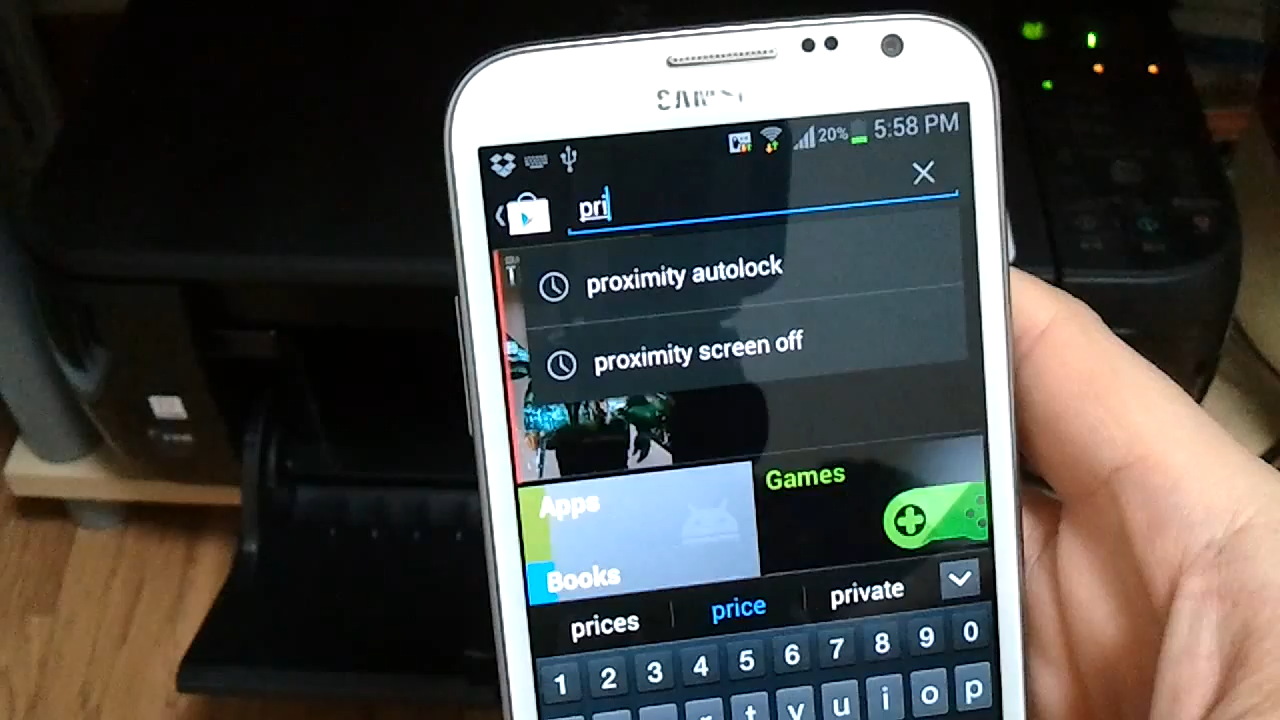 SAMS
20% 5:58 PM
pri
proximity autolock
proximity screen off
Apps
Games
Books
prices price private
1 2 3 4 5 6 7 8 9 0
t y u i o p